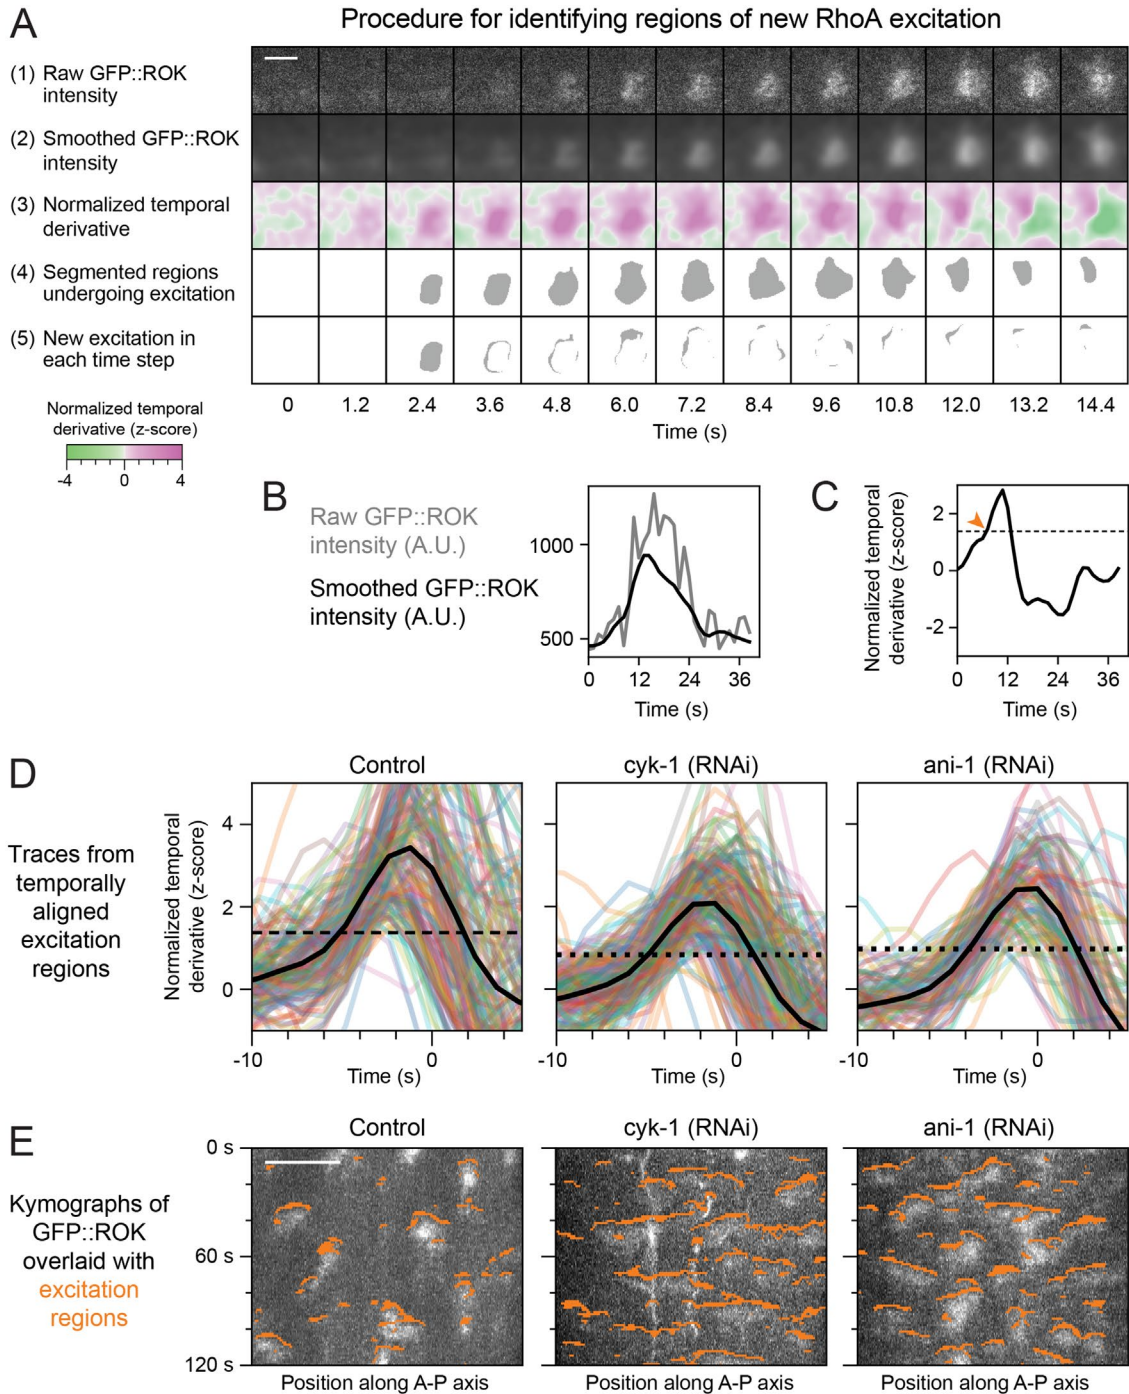 A
Procedure for identifying regions of new RhoA excitation
(1) Raw GFP::ROK
intensity
(2) Smoothed GFP::ROK
intensity
(3) Normalized temporal
derivative
(4) Segmented regions
undergoing excitation
(5) New excitation in
each time step
0 1.2 2.4 3.6 4.8 6.0 7.2 8.4 9.6 10.8 12.0 13.2 14.4
Time (s)
Normalized temporal
derivative (z-score)
-4 0 4
B
Raw GFP::ROK
intensity (A.U.)
Smoothed GFP::ROK
intensity (A.U.)
1000
500
0 12 24 36
Time (s)
C
Normalized temporal
derivative (z-score)
2
0
-2
0 12 24 36
Time (s)
D
Traces from
temporally
aligned
excitation
regions
Control cyk-1 (RNAi) ani-1 (RNAi)
Normalized temporal
derivative (z-score)
4
2
0
-10 0 -10 0 -10 0
Time (s) Time (s) Time (s)
E
Kymographs of
GFP::ROK
overlaid with
excitation
regions
Control cyk-1 (RNAi) ani-1 (RNAi)
0 s
60 s
120 s
Position along A-P axis Position along A-P axis Position along A-P axis